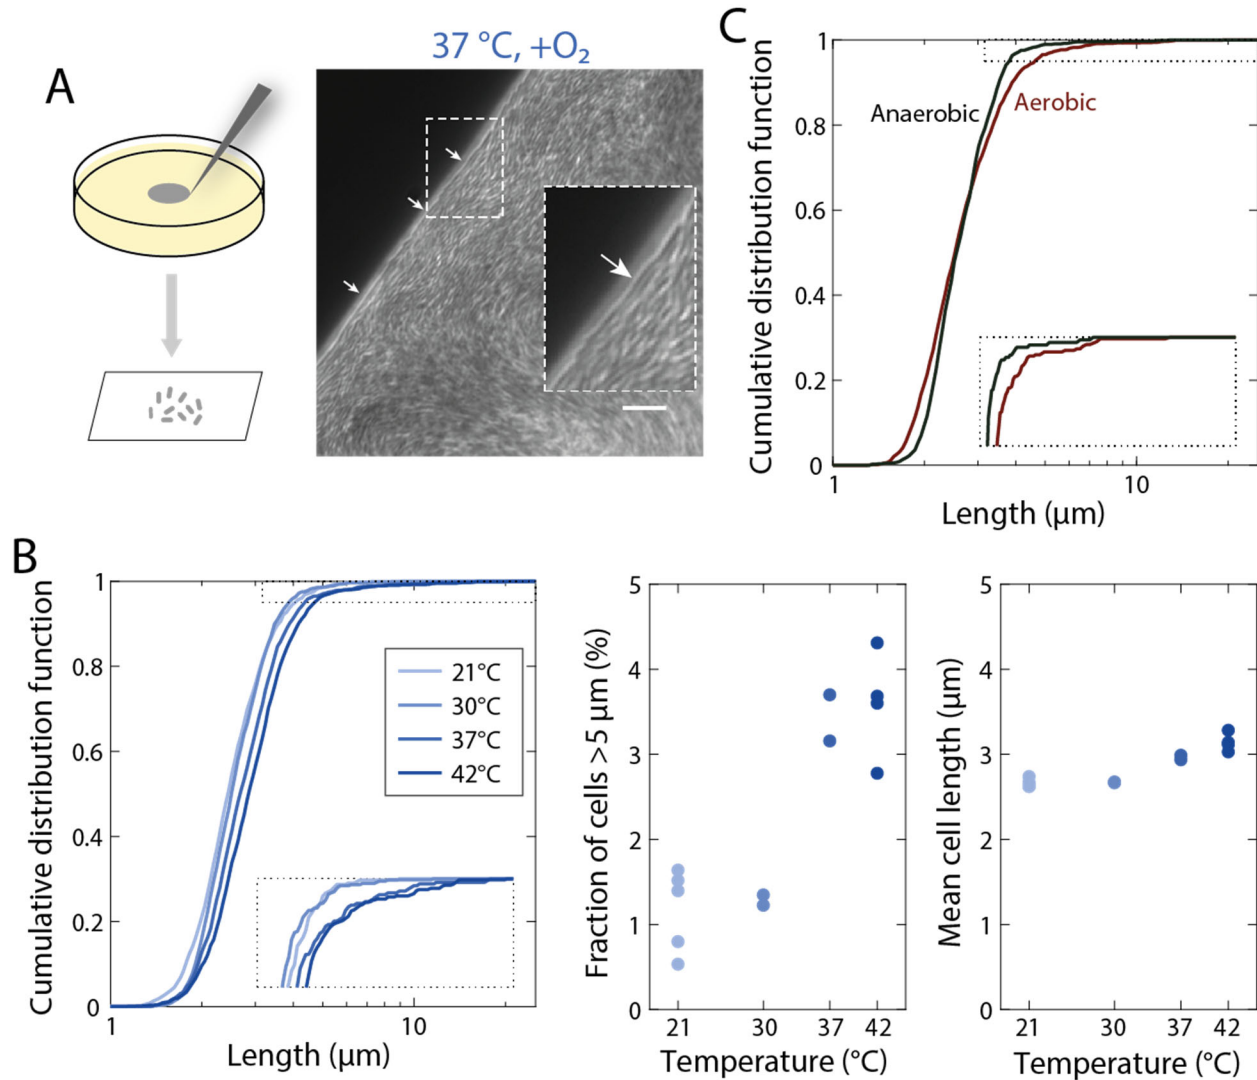 A
37 °C, +O₂
C
Cumulative distribution function
1
0.8
0.6
0.4
0.2
0
Anaerobic
Aerobic
1
10
Length (μm)
B
Cumulative distribution function
1
0.8
0.6
0.4
0.2
0
21°C
30°C
37°C
42°C
1
10
Length (μm)
Fraction of cells >5 μm (%)
5
4
3
2
1
0
21
30
37
42
Temperature (°C)
Mean cell length (μm)
5
4
3
2
1
0
21
30
37
42
Temperature (°C)